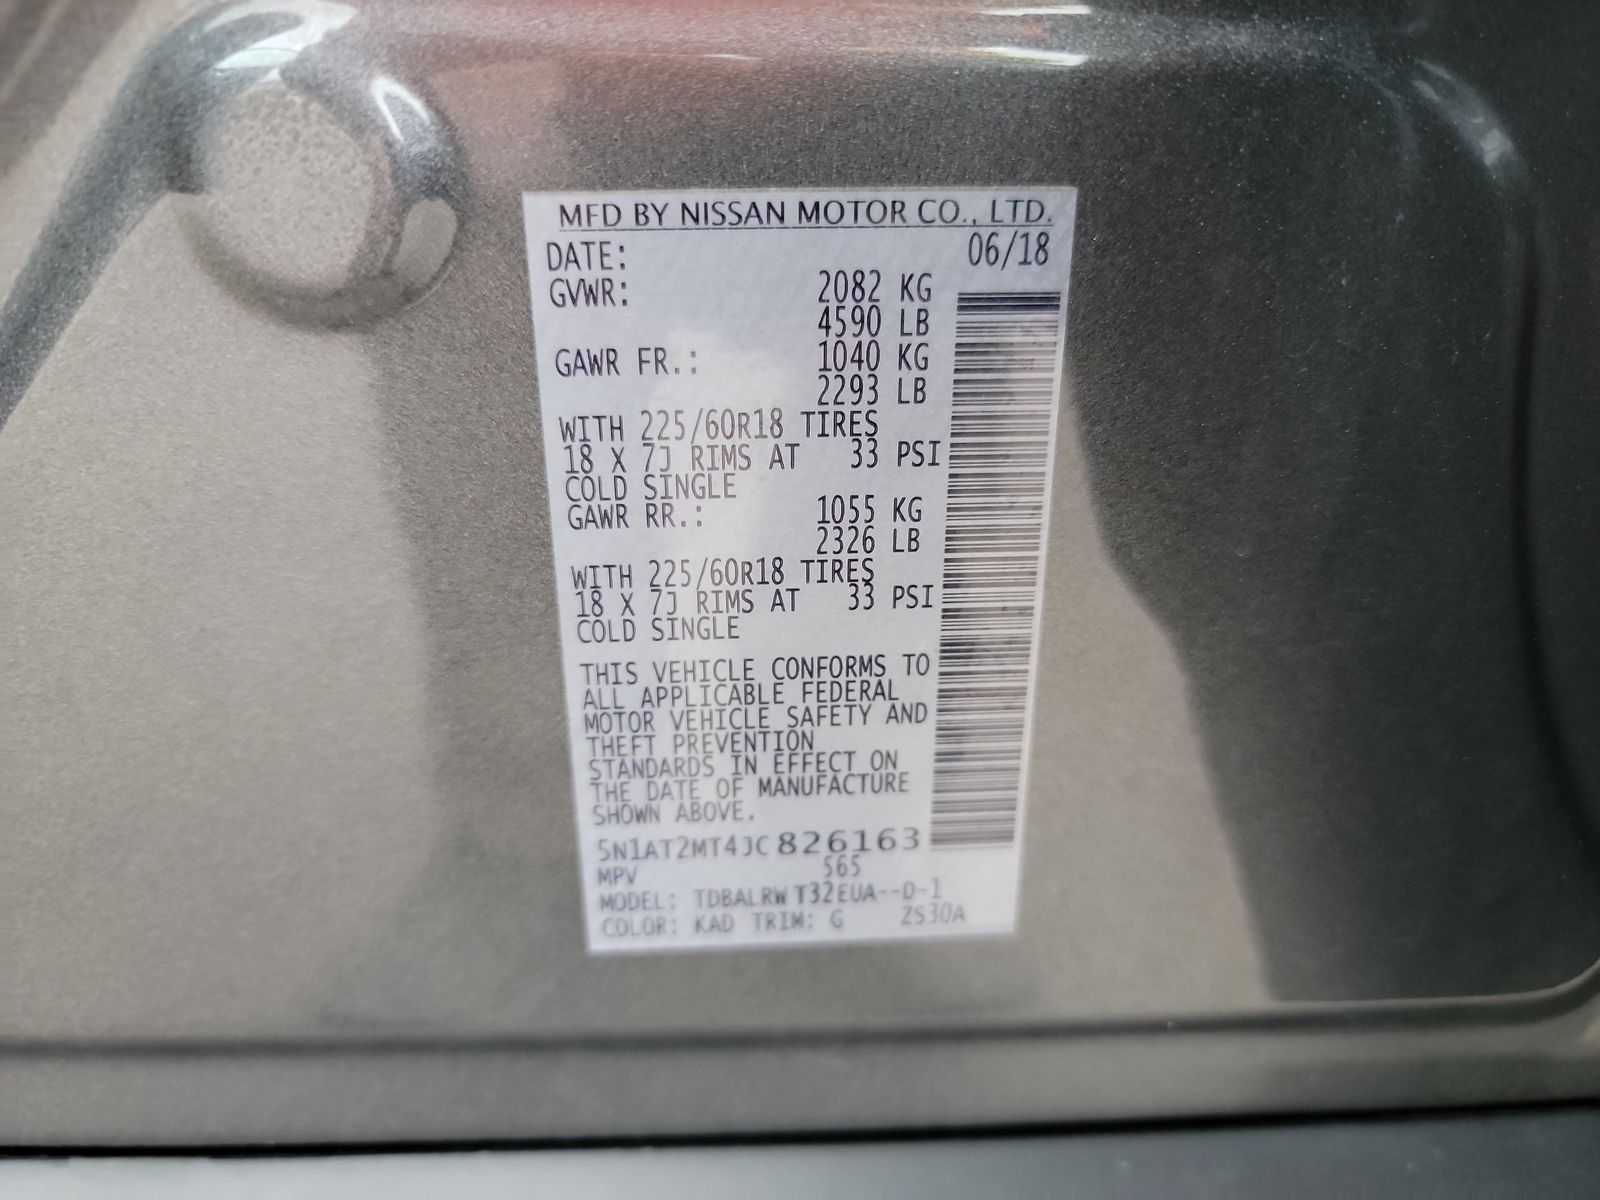 MFD BY NISSAN MOTOR CO., LTD.
DATE: 06/18
GVWR: 2082 KG
4590 LB
GAWR FR.: 1040 KG
2293 LB
WITH 225/60R18 TIRES
18 X 7J RIMS AT 33 PSI
COLD SINGLE
GAWR RR.: 1055 KG
2326 LB
WITH 225/60R18 TIRES
18 X 7J RIMS AT 33 PSI
COLD SINGLE
THIS VEHICLE CONFORMS TO
ALL APPLICABLE FEDERAL
MOTOR VEHICLE SAFETY AND
THEFT PREVENTION
STANDARDS IN EFFECT ON
THE DATE OF MANUFACTURE
SHOWN ABOVE.
5N1AT2MT4JC826163
MPV 565
MODEL: TDBALRW T32EUA--D-1
COLOR: KAD TRIM: G ZS30A